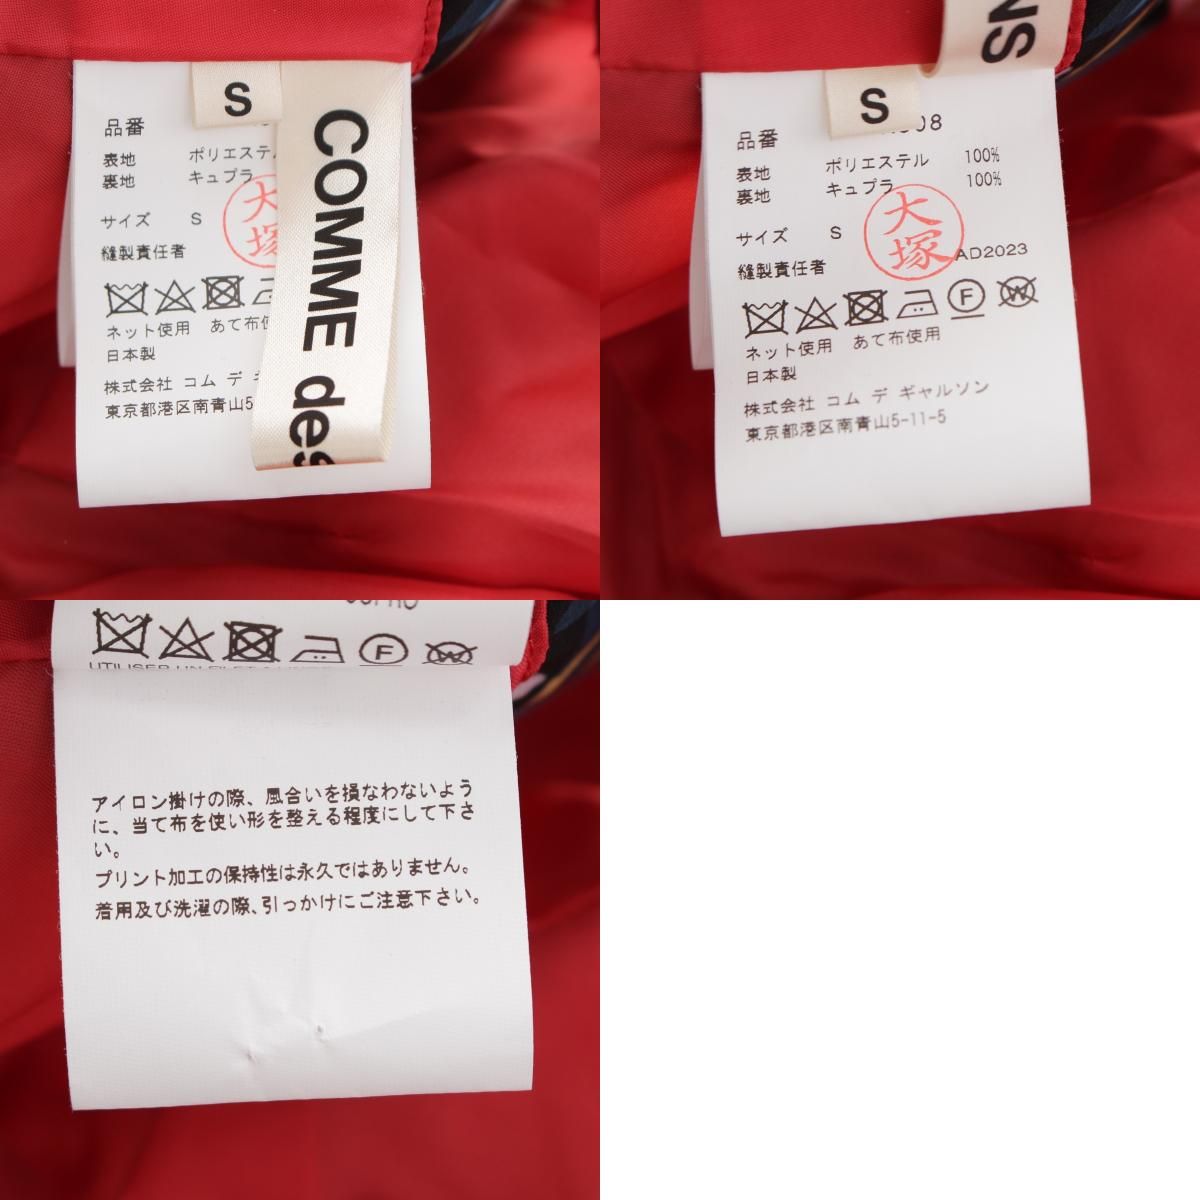 S
COMME des
品番
表地 ポリエステル
裏地 キュプラ
サイズ S
大塚
縫製責任者
ネット使用 あて布使
日本製
株式会社 コム デ ギ
東京都港区南青山5
NS
S
品番 08
表地 ポリエステル 100%
裏地 キュプラ 100%
サイズ S
大塚
縫製責任者 AD2023
F W
ネット使用 あて布使用
日本製
株式会社 コム デ ギャルソン
東京都港区南青山5-11-5
F W
アイロン掛けの際、風合いを損なわないよう
に、当て布を使い形を整える程度にして下さ
い。
プリント加工の保持性は永久ではありません。
着用及び洗濯の際、引っかけにご注意下さい。